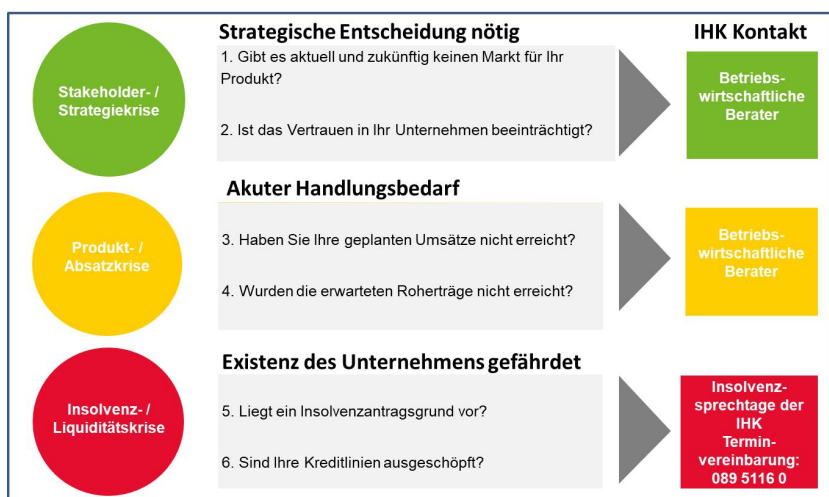 Strategische Entscheidung nötig
IHK Kontakt
Stakeholder- /
Strategiekrise
1. Gibt es aktuell und zukünftig keinen Markt für Ihr
Produkt?
2. Ist das Vertrauen in Ihr Unternehmen beeinträchtigt?
Betriebs-
wirtschaftliche
Berater
Akuter Handlungsbedarf
Produkt- /
Absatzkrise
3. Haben Sie Ihre geplanten Umsätze nicht erreicht?
4. Wurden die erwarteten Roherträge nicht erreicht?
Betriebs-
wirtschaftliche
Berater
Existenz des Unternehmens gefährdet
Insolvenz- /
Liquiditätskrise
5. Liegt ein Insolvenzantragsgrund vor?
6. Sind Ihre Kreditlinien ausgeschöpft?
Insolvenz-
sprechtage der
IHK
Termin-
vereinbarung:
089 5116 0